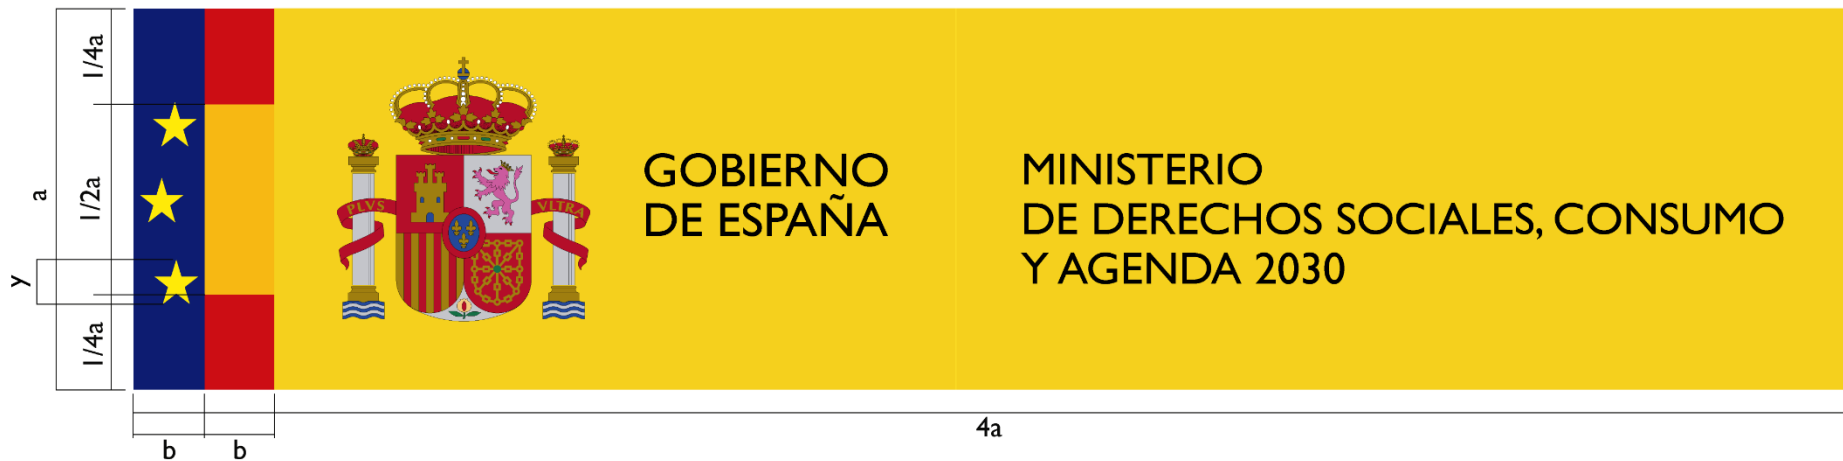 1/4a
a
1/2a
y
1/4a
PLVS
VLTRA
GOBIERNO
DE ESPAÑA
MINISTERIO
DE DERECHOS SOCIALES, CONSUMO
Y AGENDA 2030
4a
b
b